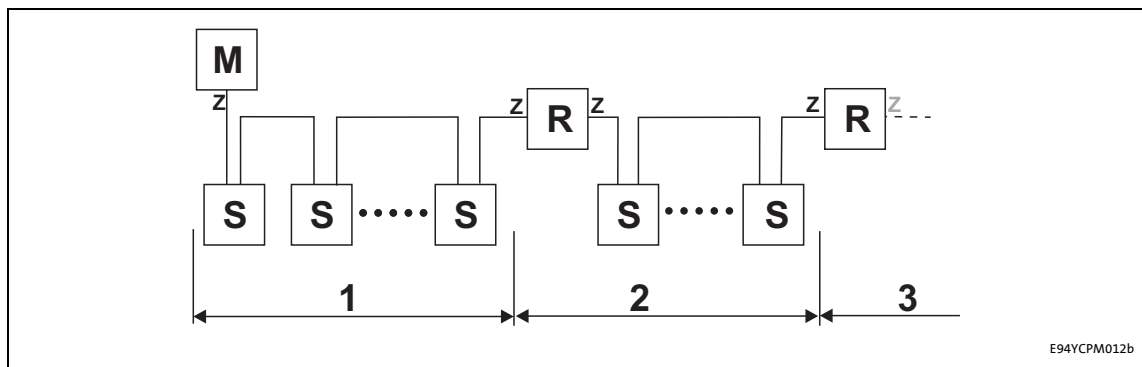 M
Z
Z R Z Z R Z
S S S S S
1 2 3
E94YCPM012b